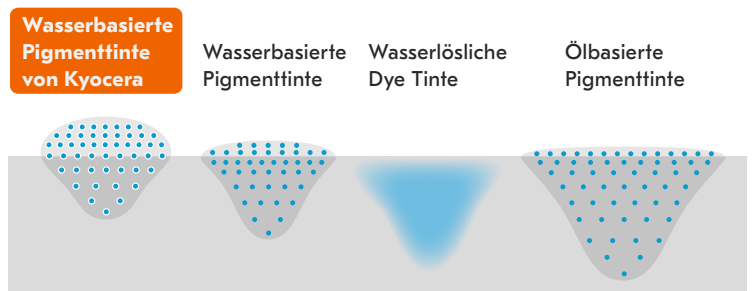 Wasserbasierte
Pigmenttinte
von Kyocera
Wasserbasierte
Pigmenttinte
Wasserlösliche
Dye Tinte
Ölbasierte
Pigmenttinte